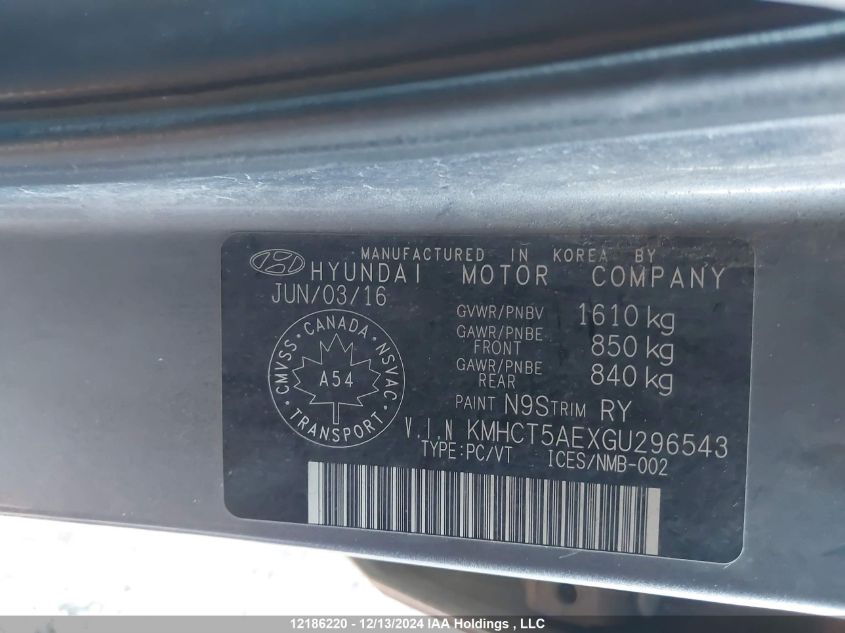 MANUFACTURED IN KOREA BY
HYUNDAI MOTOR COMPANY
JUN/03/16
GVWR/PNBV 1610 kg
GAWR/PNBE FRONT 850 kg
GAWR/PNBE REAR 840 kg
PAINT N9S TRIM RY
CMVSS • CANADA • NSVAC • TRANSPORT •
A54
V.I.N KMHCT5AEXGU296543
TYPE:PC/VT ICES/NMB-002
12186220 - 12/13/2024 IAA Holdings, LLC